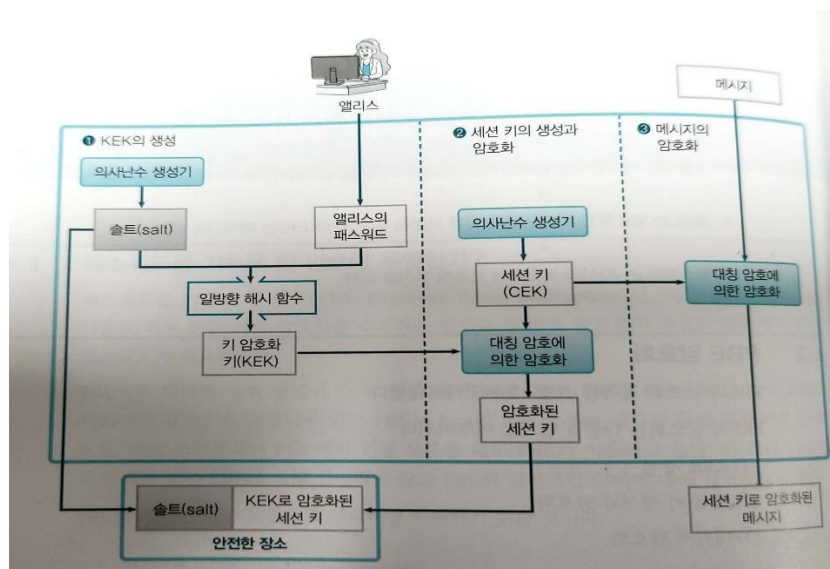 앨리스
메시지
❶ KEK의 생성
❷ 세션 키의 생성과
암호화
❸ 메시지의
암호화
의사난수 생성기
솔트(salt)
앨리스의
패스워드
일방향 해시 함수
키 암호화
키(KEK)
의사난수 생성기
세션 키
(CEK)
대칭 암호에
의한 암호화
암호화된
세션 키
대칭 암호에
의한 암호화
솔트(salt)
KEK로 암호화된
세션 키
안전한 장소
세션 키로 암호화된
메시지